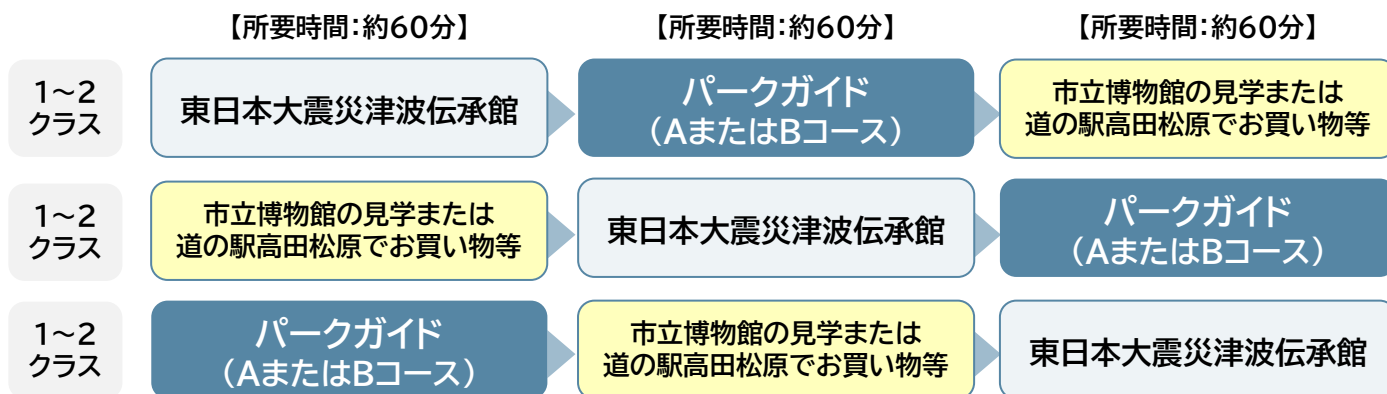 【所要時間:約60分】
【所要時間:約60分】
【所要時間:約60分】
1~2
クラス
東日本大震災津波伝承館
パークガイド
(AまたはBコース)
市立博物館の見学または
道の駅高田松原でお買い物等
1~2
クラス
市立博物館の見学または
道の駅高田松原でお買い物等
東日本大震災津波伝承館
パークガイド
(AまたはBコース)
1~2
クラス
パークガイド
(AまたはBコース)
市立博物館の見学または
道の駅高田松原でお買い物等
東日本大震災津波伝承館